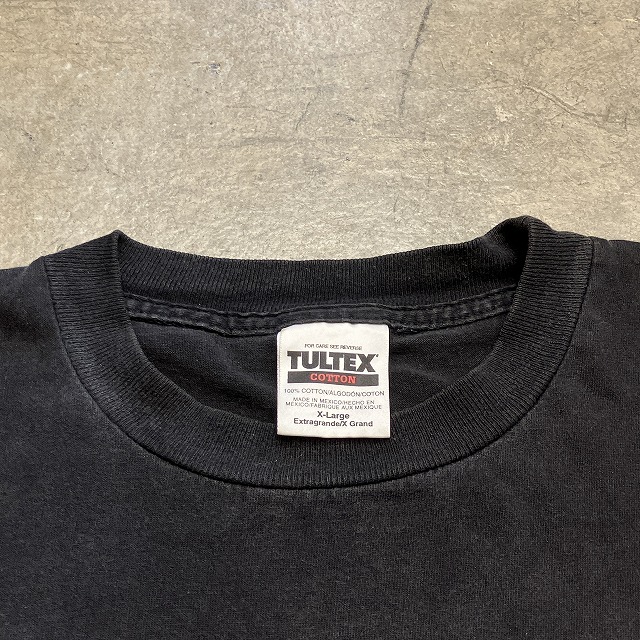 FOR CARE SEE REVERSE
TULTEX
COTTON
100% COTTON/ALGODÓN/COTON
MADE IN MEXICO/HECHO EN
MEXICO/FABRIQUE AUX MEXIQUE
X-Large
Extragrande/X Grand